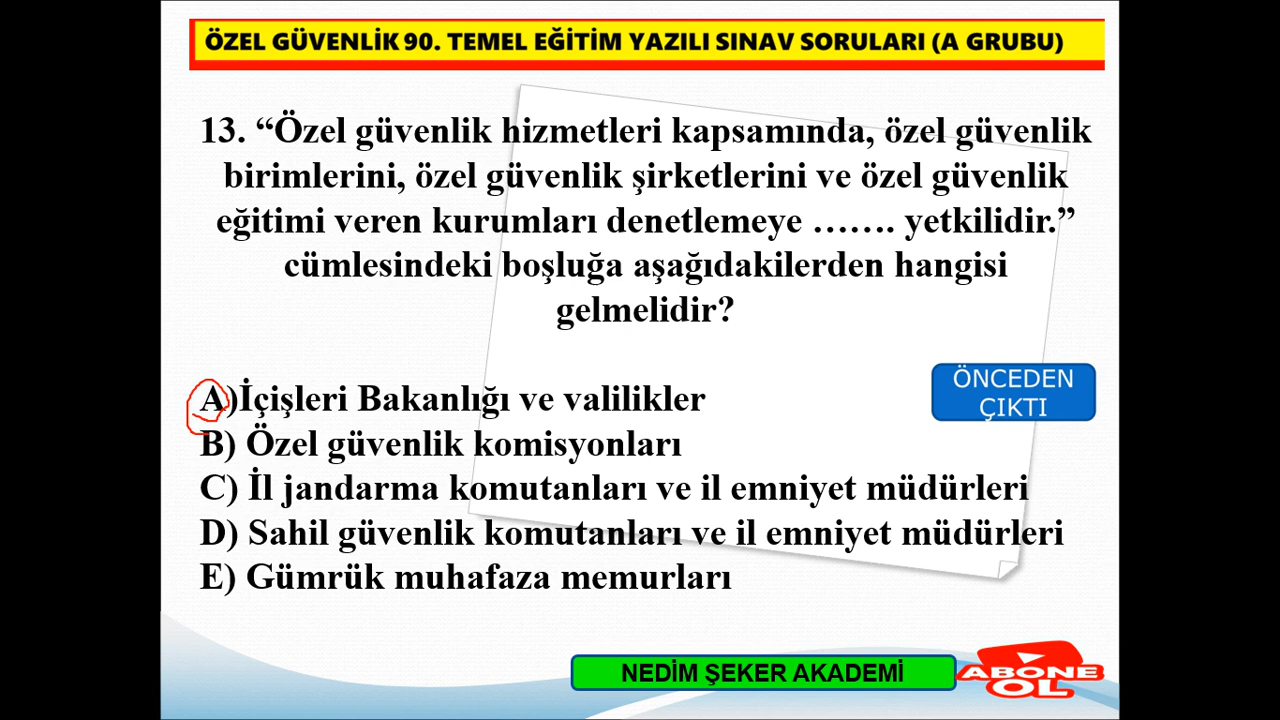 ÖZEL GÜVENLİK 90. TEMEL EĞİTİM YAZILI SINAV SORULARI (A GRUBU)
13. “Özel güvenlik hizmetleri kapsamında, özel güvenlik
birimlerini, özel güvenlik şirketlerini ve özel güvenlik
eğitimi veren kurumları denetlemeye ……. yetkilidir.”
cümlesindeki boşluğa aşağıdakilerden hangisi
gelmelidir?
A)İçişleri Bakanlığı ve valilikler
B) Özel güvenlik komisyonları
C) İl jandarma komutanları ve il emniyet müdürleri
D) Sahil güvenlik komutanları ve il emniyet müdürleri
E) Gümrük muhafaza memurları
ÖNCEDEN
ÇIKTI
NEDİM ŞEKER AKADEMİ
ABONE
OL